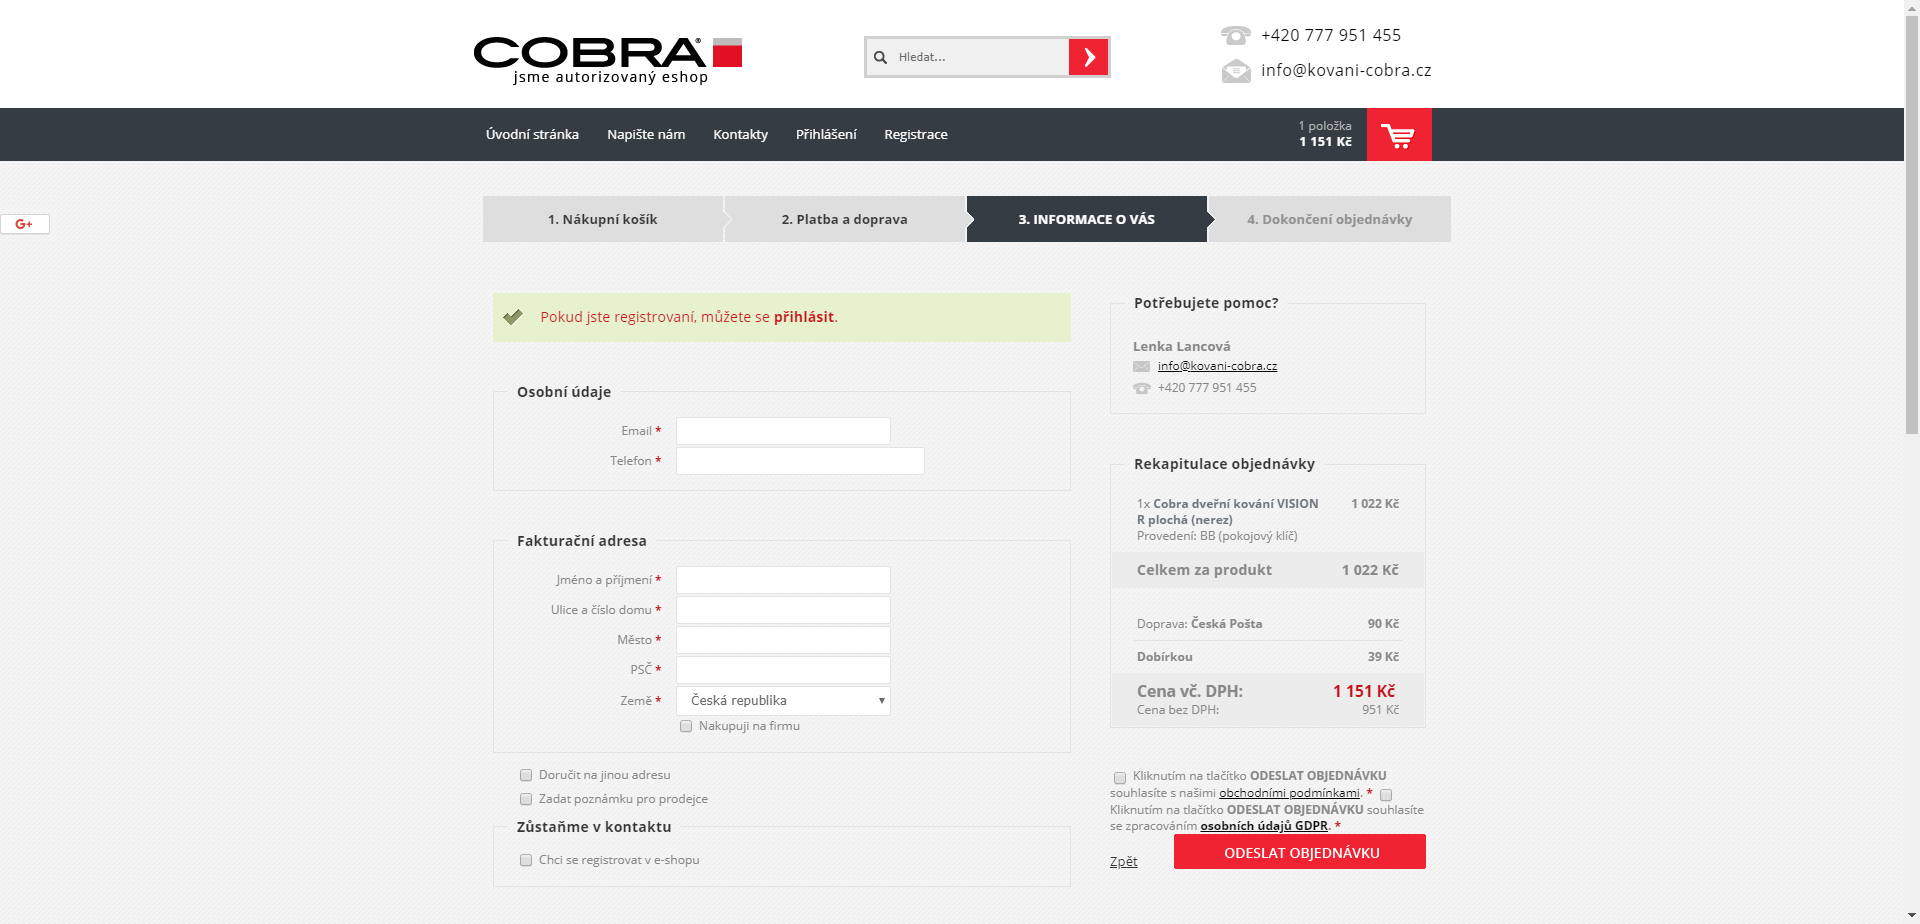 COBRA
jsme autorizovaný eshop
Hledat...
+420 777 951 455
info@kovani-cobra.cz
Úvodní stránka
Napište nám
Kontakty
Přihlášení
Registrace
1 položka
1 151 Kč
G+
1. Nákupní košík
2. Platba a doprava
3. INFORMACE O VÁS
4. Dokončení objednávky
Pokud jste registrovaní, můžete se přihlásit.
Osobní údaje
Email *
Telefon *
Fakturační adresa
Jméno a příjmení *
Ulice a číslo domu *
Město *
PSČ *
Země * Česká republika
Nakupuji na firmu
Doručit na jinou adresu
Zadat poznámku pro prodejce
Zůstaňme v kontaktu
Chci se registrovat v e-shopu
Potřebujete pomoc?
Lenka Lancová
info@kovani-cobra.cz
+420 777 951 455
Rekapitulace objednávky
1x Cobra dveřní kování VISION 1 022 Kč
R plochá (nerez)
Provedení: BB (pokojový klíč)
Celkem za produkt 1 022 Kč
Doprava: Česká Pošta 90 Kč
Dobírkou 39 Kč
Cena vč. DPH: 1 151 Kč
Cena bez DPH: 951 Kč
Kliknutím na tlačítko ODESLAT OBJEDNÁVKU
souhlasíte s našimi obchodními podmínkami. *
Kliknutím na tlačítko ODESLAT OBJEDNÁVKU souhlasíte
se zpracováním osobních údajů GDPR. *
Zpět
ODESLAT OBJEDNÁVKU